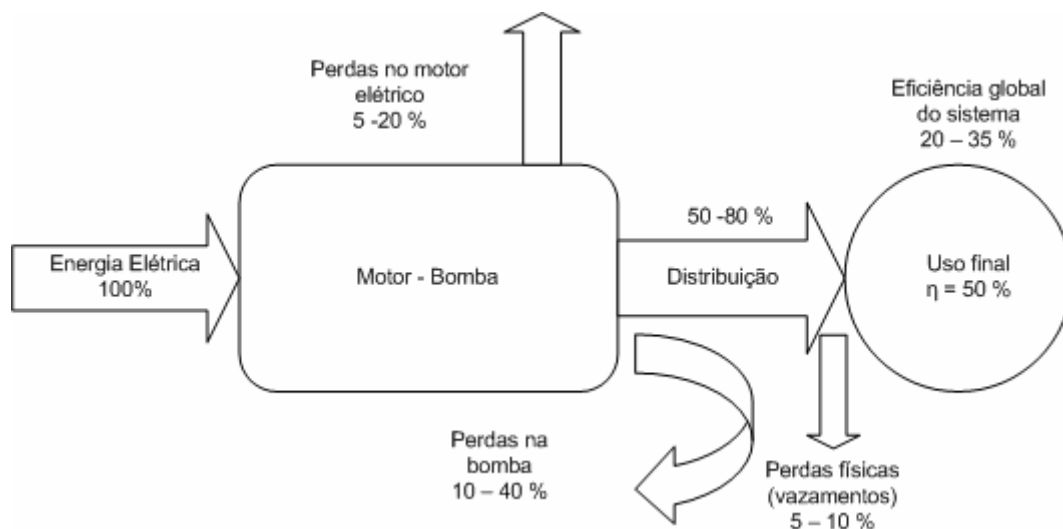 Perdas no motor
elétrico
5 -20 %
Eficiência global
do sistema
20 – 35 %
Energia Elétrica
100%
Motor - Bomba
50 -80 %
Distribuição
Uso final
η = 50 %
Perdas na
bomba
10 – 40 %
Perdas físicas
(vazamentos)
5 – 10 %